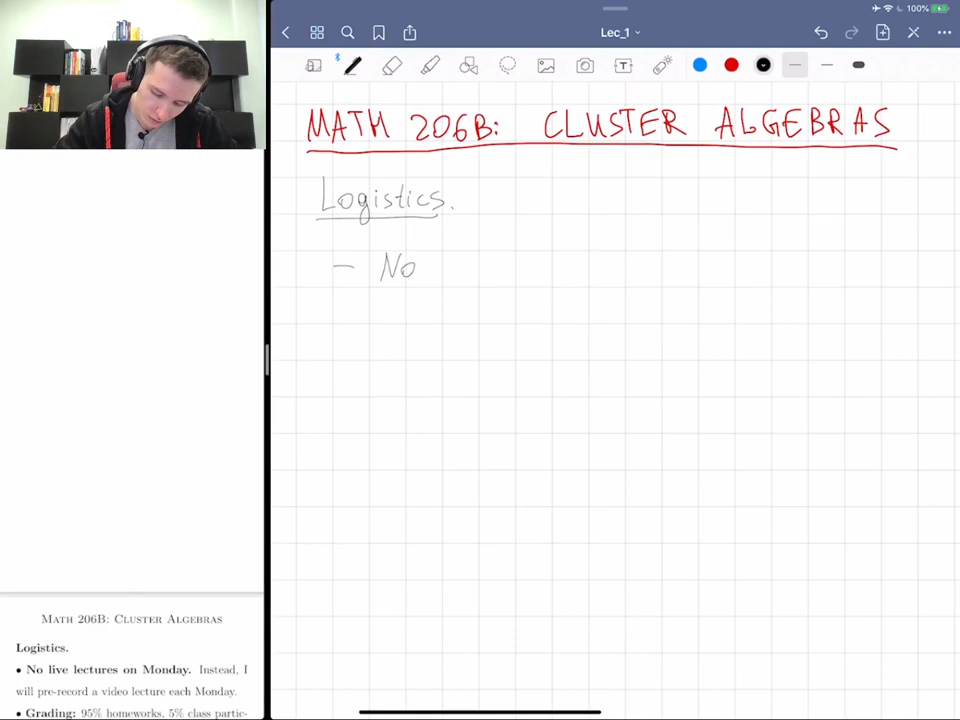 100%
Lec_1
MATH 206B: CLUSTER ALGEBRAS
Logistics.
- No
MATH 206B: CLUSTER ALGEBRAS
Logistics.
• No live lectures on Monday. Instead, I
will pre-record a video lecture each Monday.
• Grading: 95% homeworks, 5% class partic-